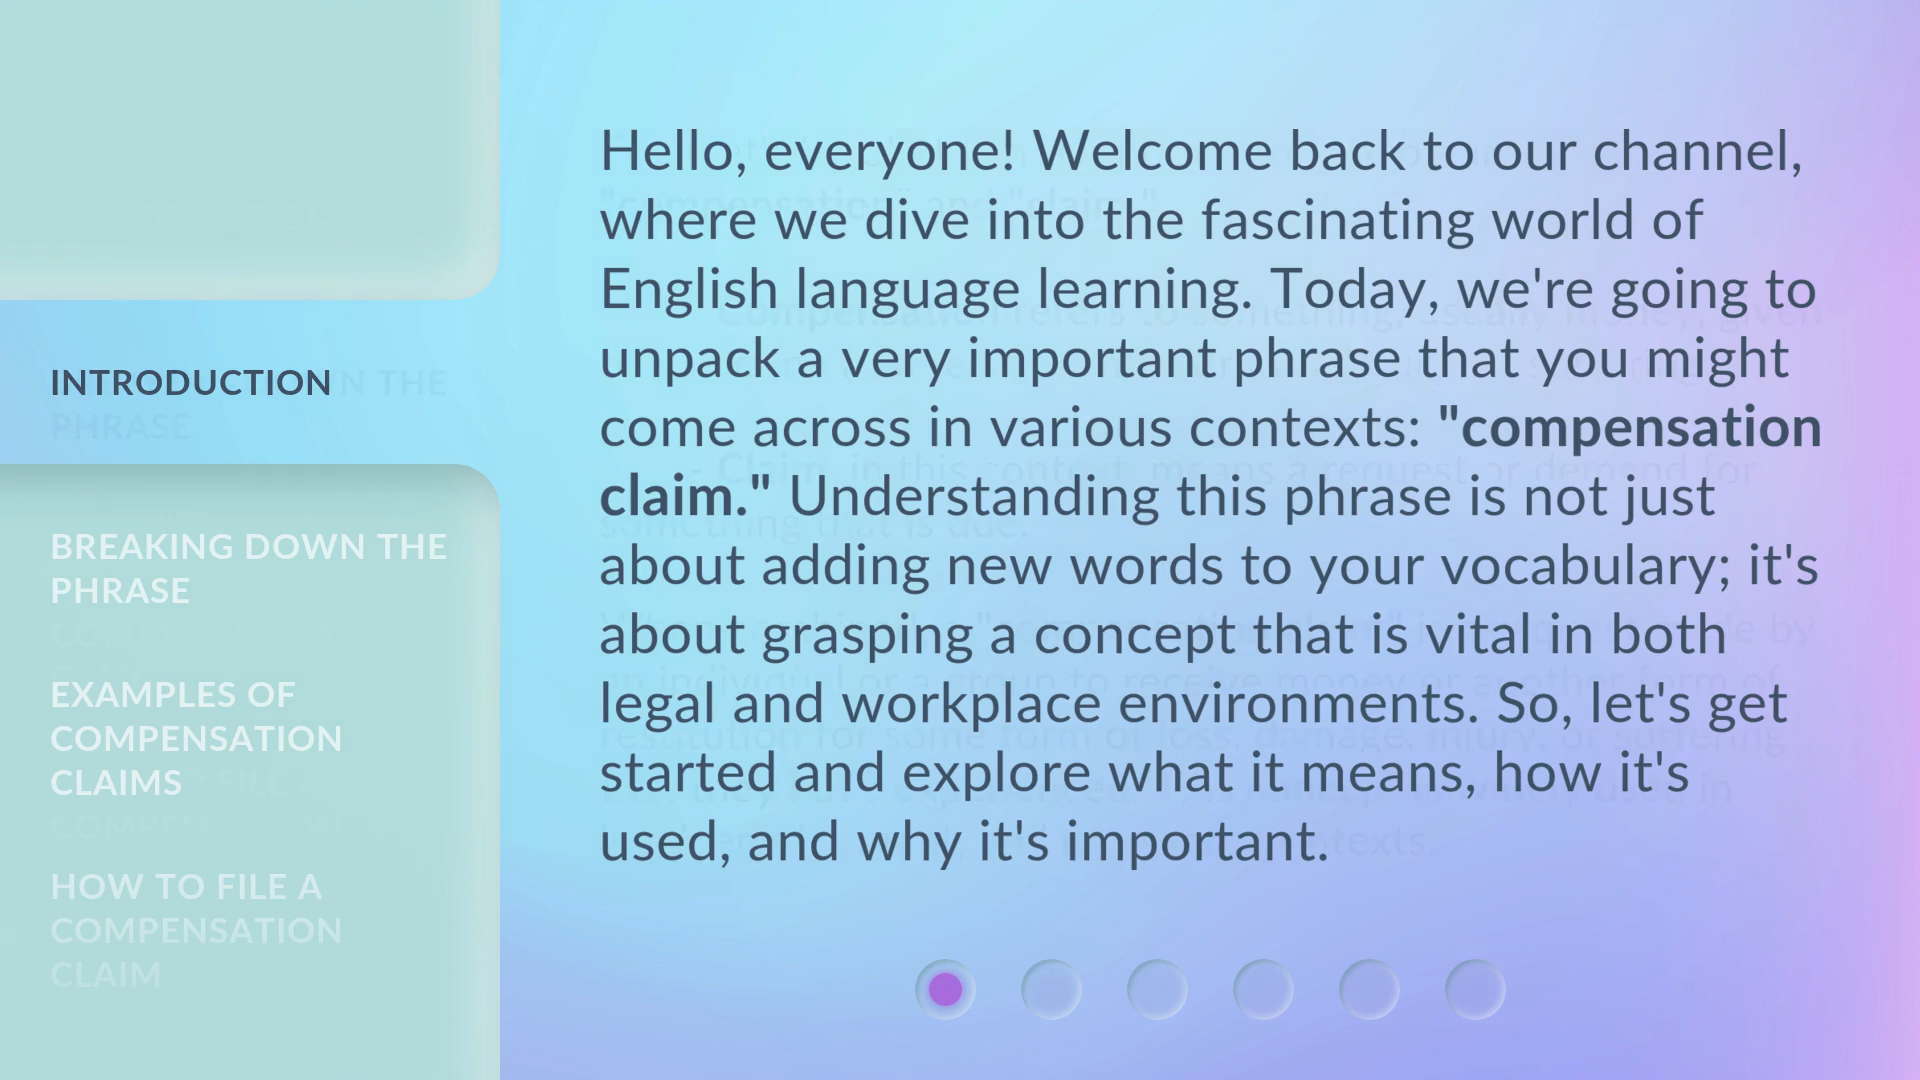 INTRODUCTION
BREAKING DOWN THE
PHRASE
EXAMPLES OF
COMPENSATION
CLAIMS
HOW TO FILE A
COMPENSATION
CLAIM
Hello, everyone! Welcome back to our channel,
where we dive into the fascinating world of
English language learning. Today, we're going to
unpack a very important phrase that you might
come across in various contexts: "compensation
claim." Understanding this phrase is not just
about adding new words to your vocabulary; it's
about grasping a concept that is vital in both
legal and workplace environments. So, let's get
started and explore what it means, how it's
used, and why it's important.